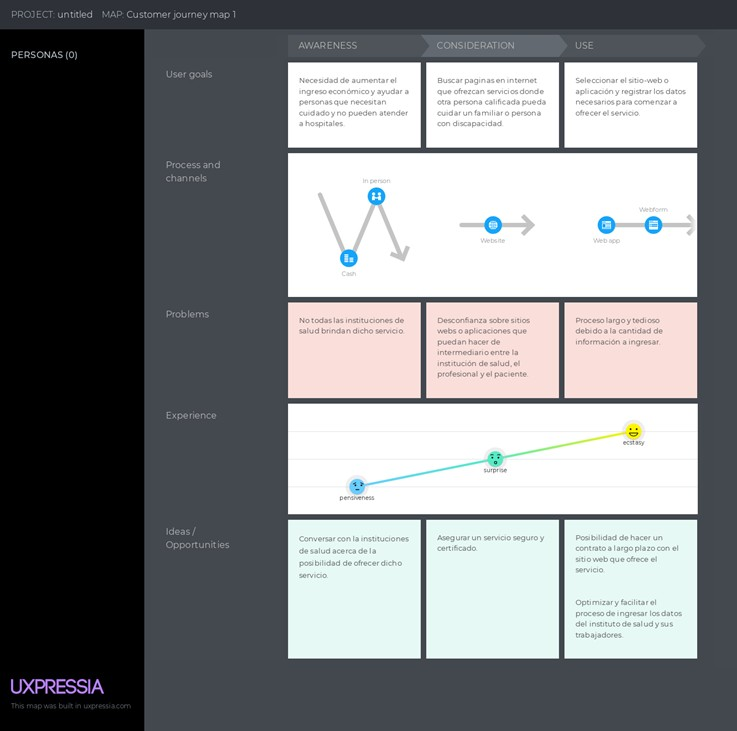 PROJECT: untitled MAP: Customer journey map 1
PERSONAS (0)
AWARENESS
CONSIDERATION
USE
User goals
Necesidad de aumentar el
ingreso económico y ayudar a
personas que necesitan
cuidado y no pueden atender
a hospitales.
Buscar paginas en internet
que ofrezcan servicios donde
otra persona calificada pueda
cuidar un familiar o persona
con discapacidad.
Seleccionar el sitio-web o
aplicación y registrar los datos
necesarios para comenzar a
ofrecer el servicio.
Process and
channels
In person
Cash
Website
Web app
Webform
Problems
No todas las instituciones de
salud brindan dicho servicio.
Desconfianza sobre sitios
webs o aplicaciones que
puedan hacer de
intermediario entre la
institución de salud, el
profesional y el paciente.
Proceso largo y tedioso
debido a la cantidad de
información a ingresar.
Experience
pensiveness
surprise
ecstasy
Ideas /
Opportunities
Conversar con la instituciones
de salud acerca de la
posibilidad de ofrecer dicho
servicio.
Asegurar un servicio seguro y
certificado.
Posibilidad de hacer un
contrato a largo plazo con el
sitio web que ofrece el
servicio.
Optimizar y facilitar el
proceso de ingresar los datos
del instituto de salud y sus
trabajadores.
UXPRESSIA
This map was built in uxpressia.com